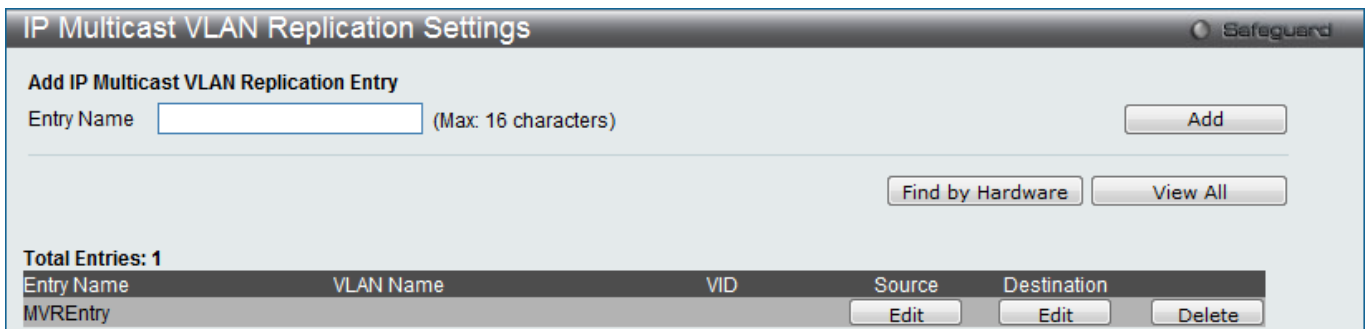 IP Multicast VLAN Replication Settings Safeguard
Add IP Multicast VLAN Replication Entry
Entry Name (Max: 16 characters) Add
Find by Hardware View All
Total Entries: 1
Entry Name VLAN Name VID Source Destination
MVREntry Edit Edit Delete